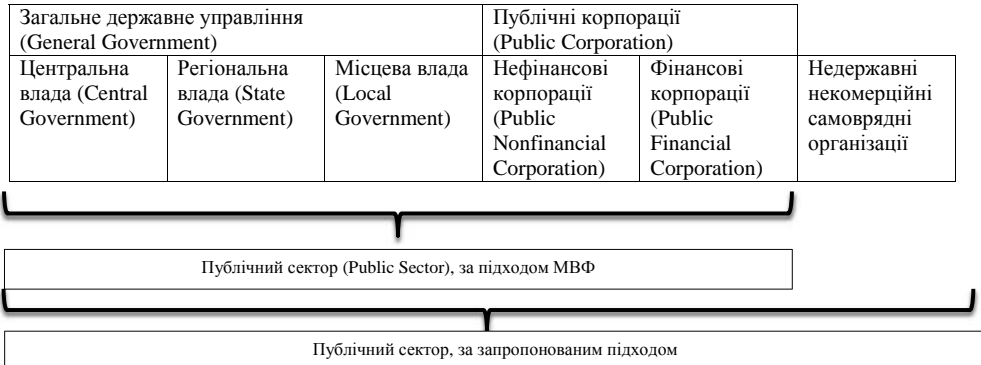 Загальне державне управління
(General Government)
Публічні корпорації
(Public Corporation)
Центральна
влада (Central
Government)
Регіональна
влада (State
Government)
Місцева влада
(Local
Government)
Нефінансові
корпорації
(Public
Nonfinancial
Corporation)
Фінансові
корпорації
(Public
Financial
Corporation)
Недержавні
некомерційні
самоврядні
організації
Публічний сектор (Public Sector), за підходом МВФ
Публічний сектор, за запропонованим підходом